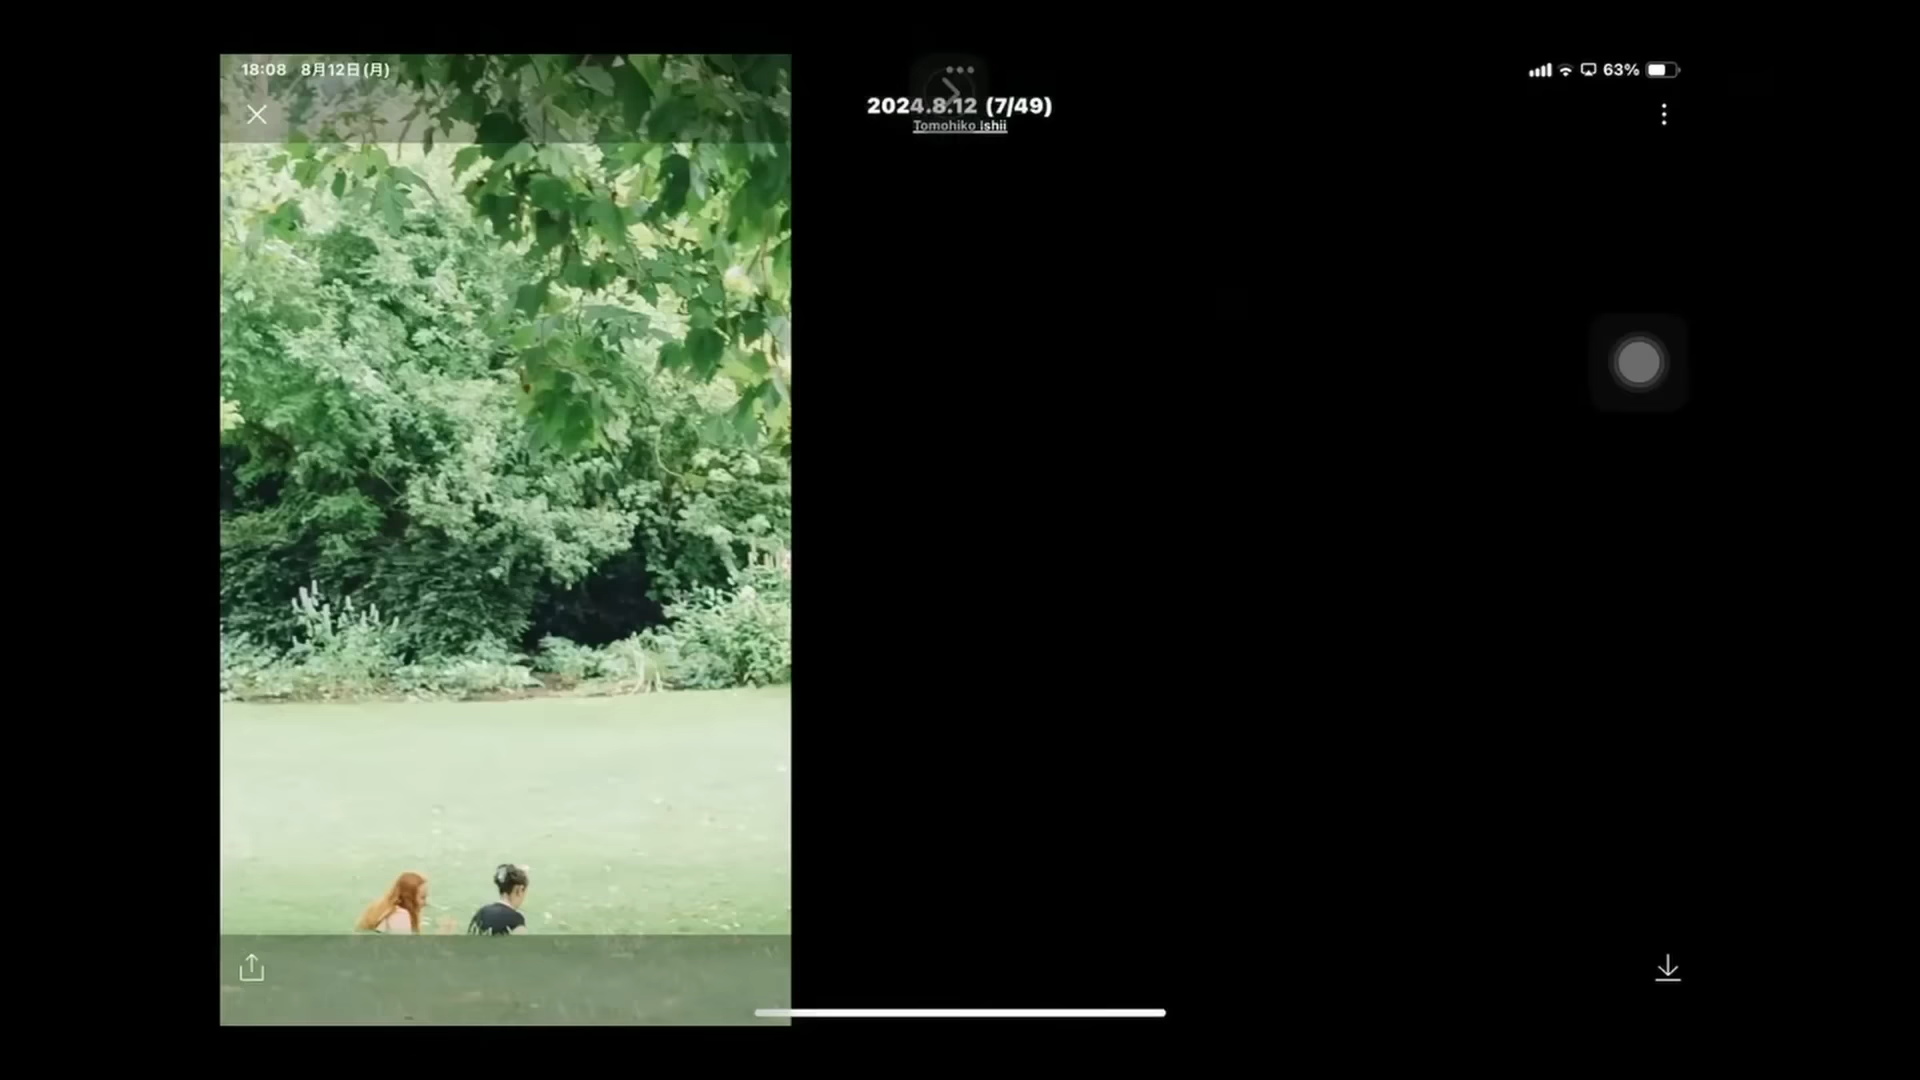 18:08 8月12日(月)
63%
2024.8.12 (7/49)
Tomohiko Ishii